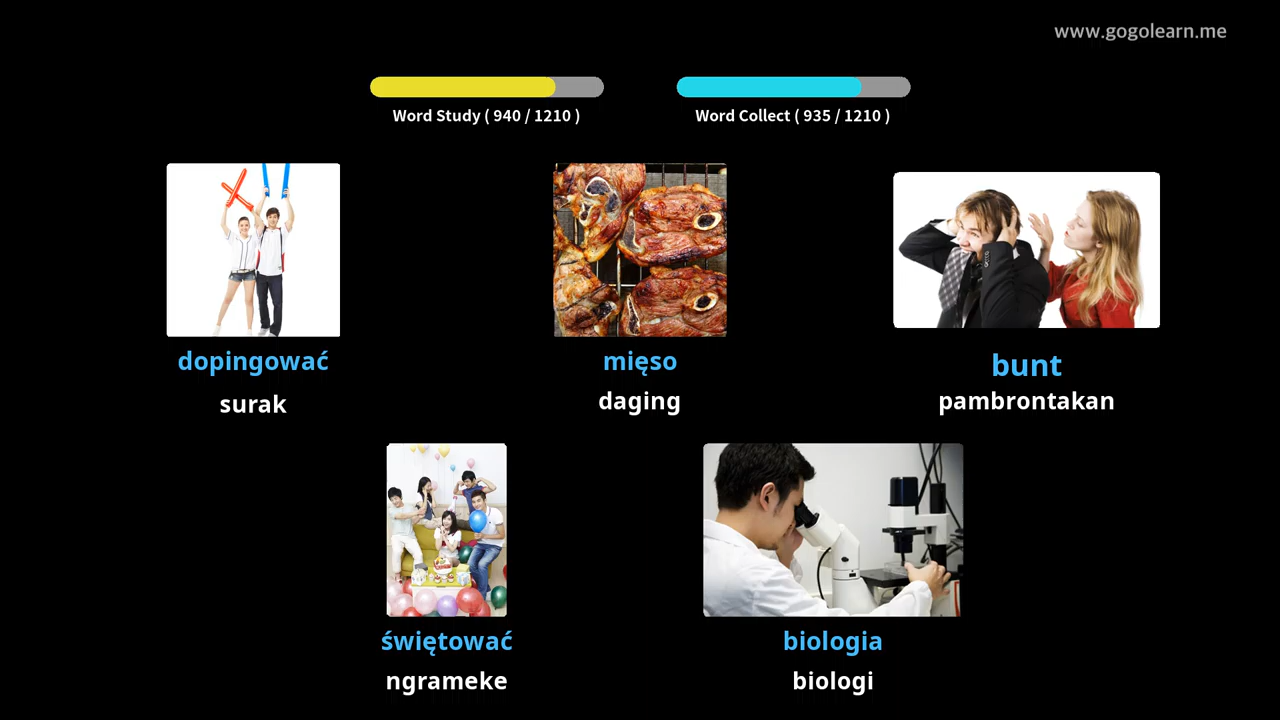 www.gogolearn.me
Word Study ( 940 / 1210 )
Word Collect ( 935 / 1210 )
dopingować
surak
mięso
daging
bunt
pambrontakan
świętować
ngrameke
biologia
biologi